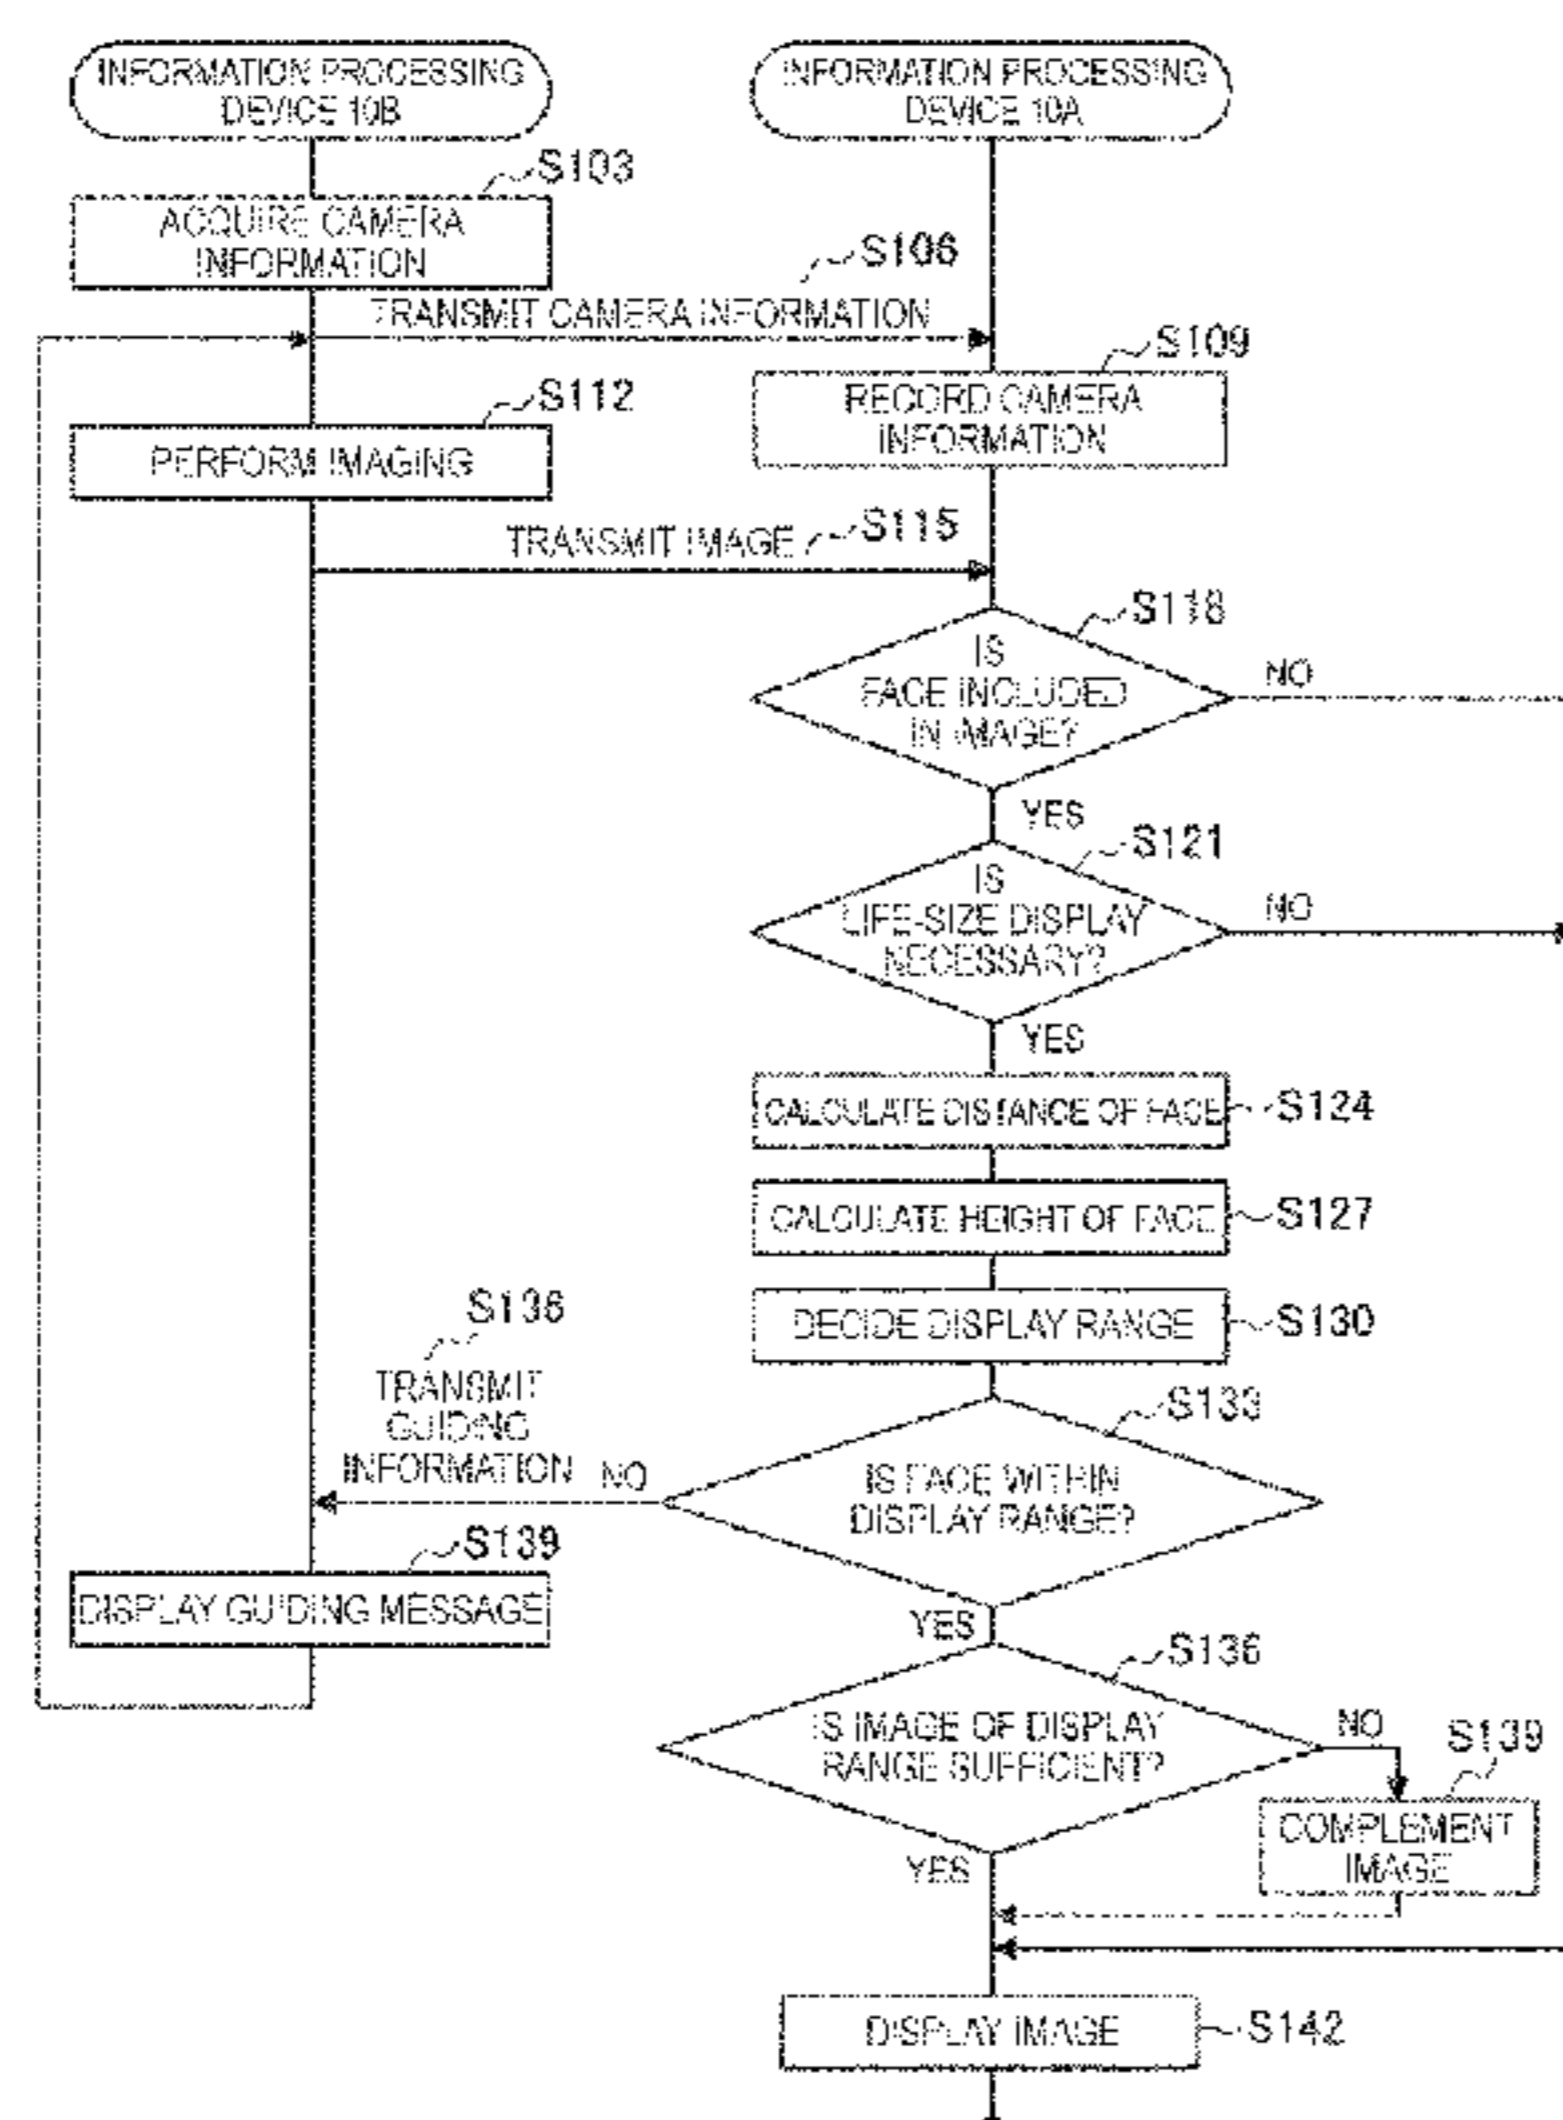 INFORMATION PROCESSING
DEVICE 10B
INFORMATION PROCESSING
DEVICE 10A
S103
ACQUIRE CAMERA
INFORMATION
S106
TRANSMIT CAMERA INFORMATION
S109
RECORD CAMERA
INFORMATION
S112
PERFORM IMAGING
S115
TRANSMIT IMAGE
S118
IS
FACE INCLUDED
IN IMAGE?
NO
YES
S121
IS
LIFE-SIZE DISPLAY
NECESSARY?
NO
YES
CALCULATE DISTANCE OF FACE
S124
CALCULATE HEIGHT OF FACE
S127
DECIDE DISPLAY RANGE
S130
S136
TRANSMIT
GUIDING
INFORMATION
NO
S133
IS FACE WITHIN
DISPLAY RANGE?
YES
S139
DISPLAY GUIDING MESSAGE
S136
IS IMAGE OF DISPLAY
RANGE SUFFICIENT?
NO
YES
S139
COMPLEMENT
IMAGE
DISPLAY IMAGE
S142